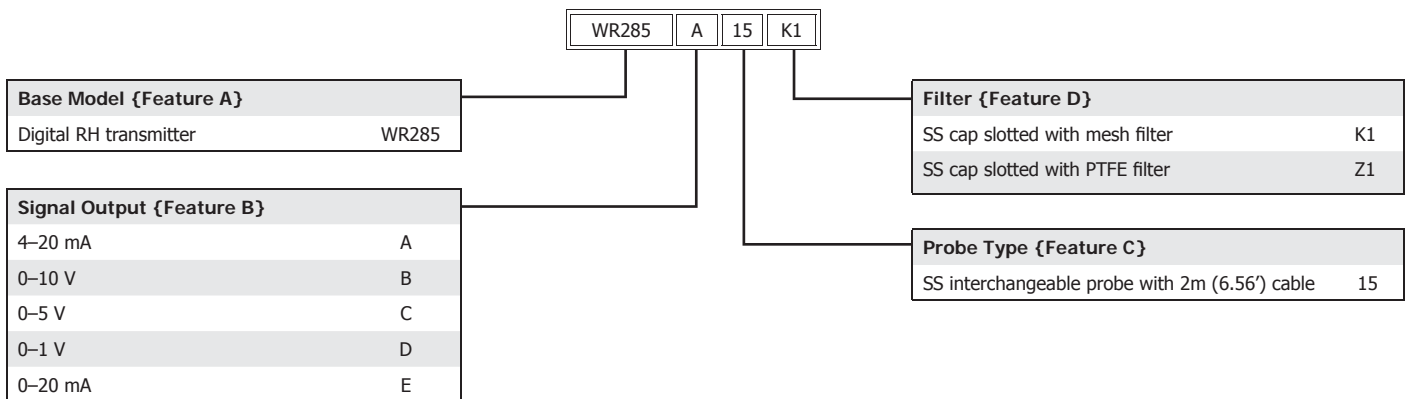 WR285 A 15 K1
Base Model {Feature A}
Digital RH transmitter WR285
Signal Output {Feature B}
4–20 mA A
0–10 V B
0–5 V C
0–1 V D
0–20 mA E
Filter {Feature D}
SS cap slotted with mesh filter K1
SS cap slotted with PTFE filter Z1
Probe Type {Feature C}
SS interchangeable probe with 2m (6.56′) cable 15